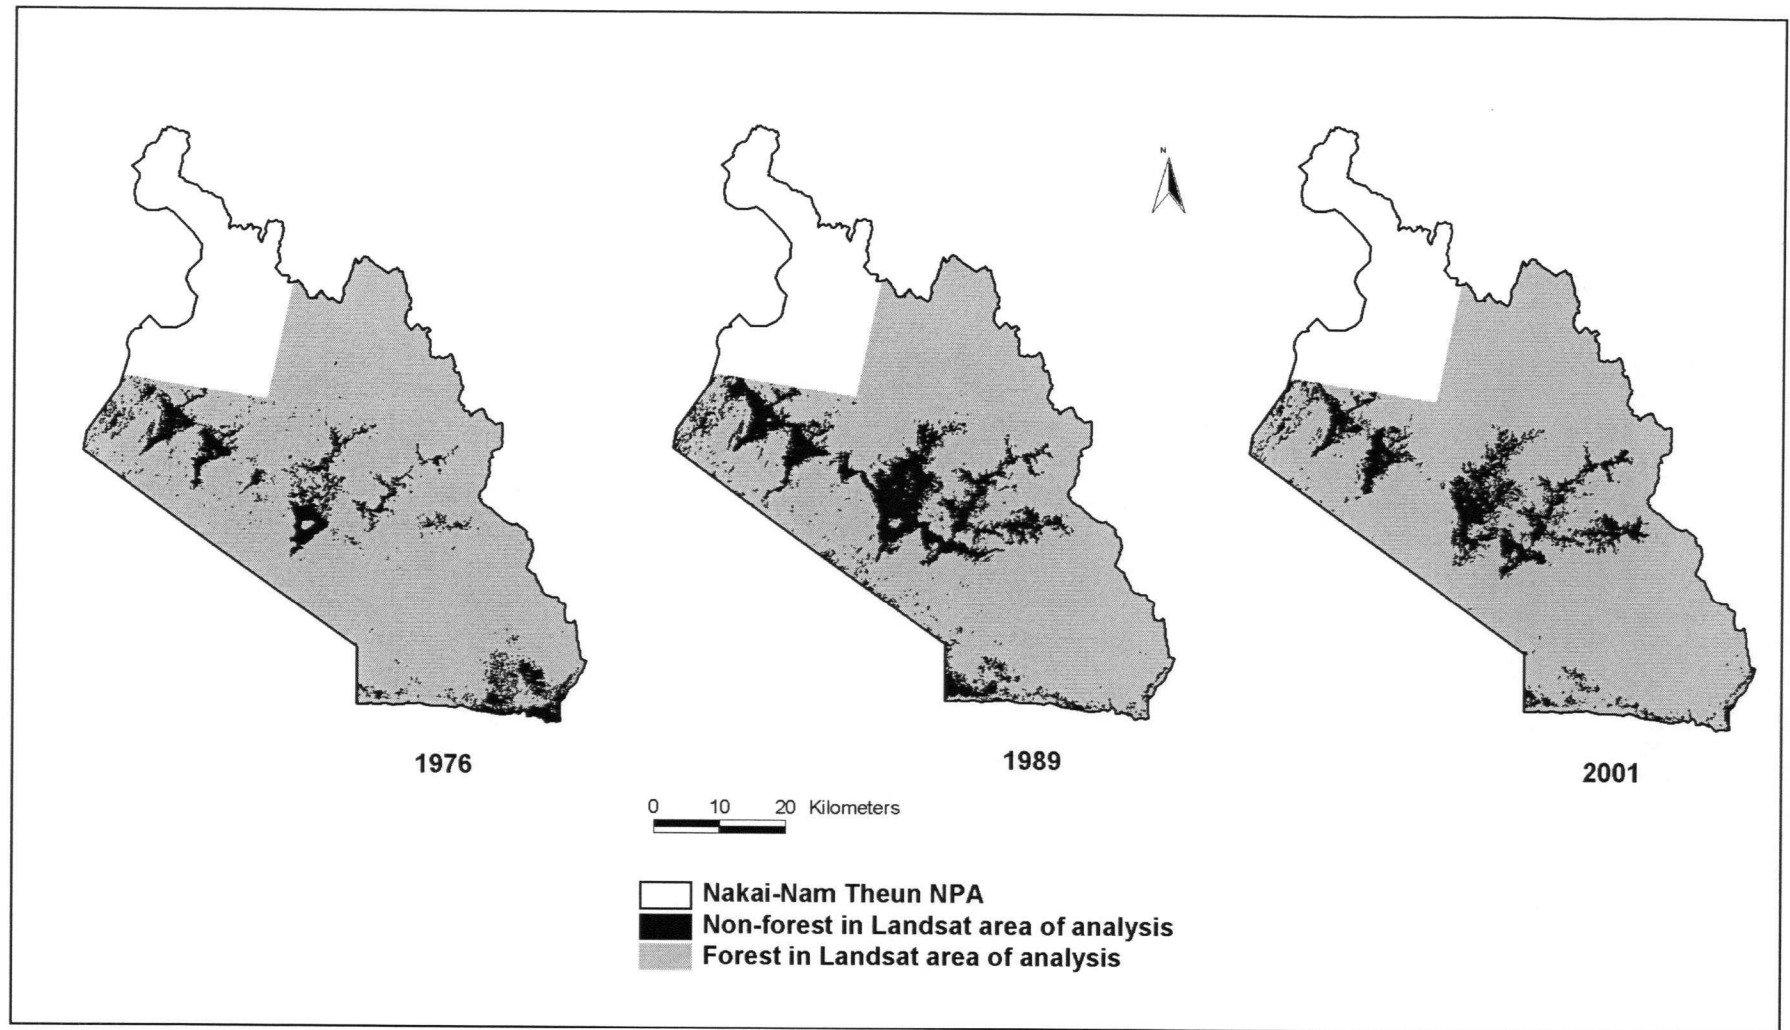 N
1976
1989
2001
0 10 20 Kilometers
Nakai-Nam Theun NPA
Non-forest in Landsat area of analysis
Forest in Landsat area of analysis